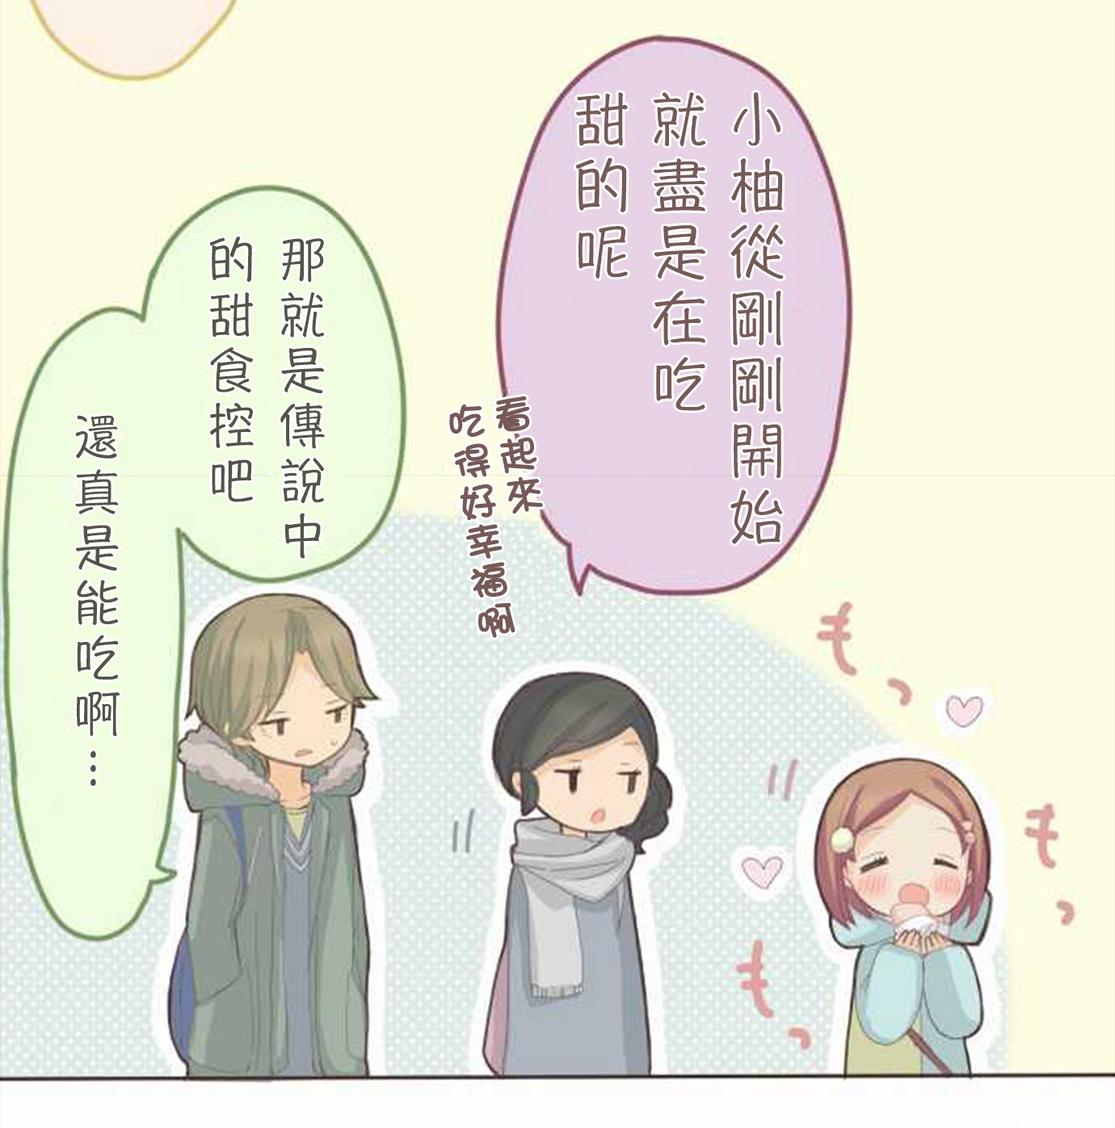 小柚從剛剛開始
就盡是在吃
甜的呢
看起來
吃得好幸福啊
那就是傳說中
的甜食控吧
還真是能吃啊…
もっ
もっ
もっ